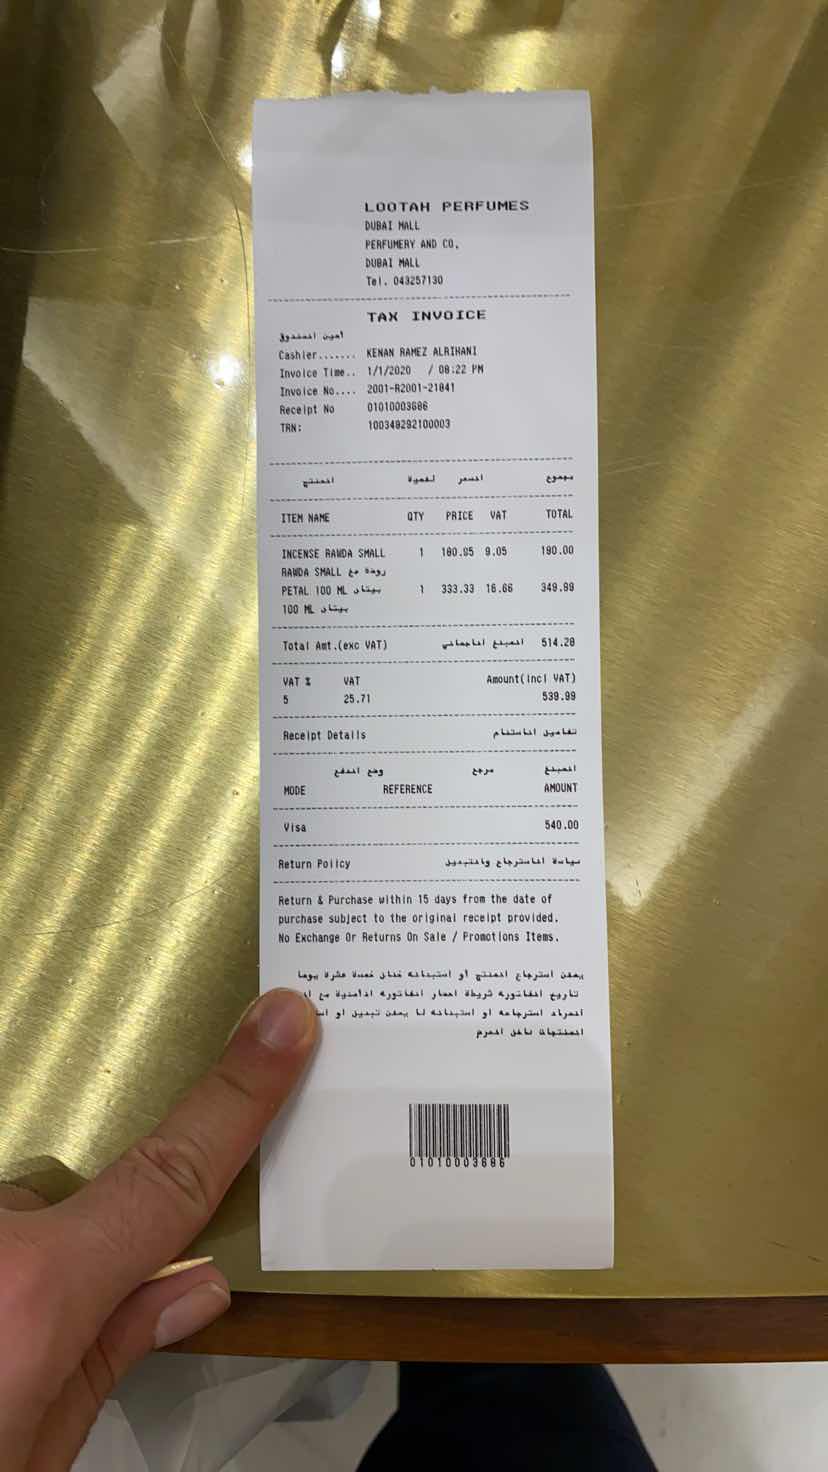 LOOTAH PERFUMES
DUBAI MALL
PERFUMERY AND CO.
DUBAI MALL
Tel. 043257130
TAX INVOICE
أمين الصندوق
Cashier....... KENAN RAMEZ ALRIHANI
Invoice Time.. 1/1/2020 / 08:22 PM
Invoice No.... 2001-R2001-21841
Receipt No 01010003686
TRN: 100349292100003
المنتج الكمية السعر مجموع
ITEM NAME QTY PRICE VAT TOTAL
INCENSE RAWDA SMALL 1 180.95 9.05 190.00
RAWDA SMALL روضة مع
PETAL 100 ML بيتال 1 333.33 16.66 349.99
100 ML بيتال
Total Amt.(exc VAT) المبلغ الاجمالي 514.28
VAT % VAT Amount(incl VAT)
5 25.71 539.99
Receipt Details تفاصيل الاستلام
وضع الدفع مرجع المبلغ
MODE REFERENCE AMOUNT
Visa 540.00
Return Policy سياسة الاسترجاع والتبديل
Return & Purchase within 15 days from the date of
purchase subject to the original receipt provided.
No Exchange Or Returns On Sale / Promotions Items.
يمكن استرجاع المنتج أو استبداله خلال خمسة عشرة يوما
تاريخ الفاتورة شريطة احضار الفاتورة الأصلية مع
المراد استرجاعه او استبداله لا يمكن تبديل او
المنتجات داخل العرض
01010003686